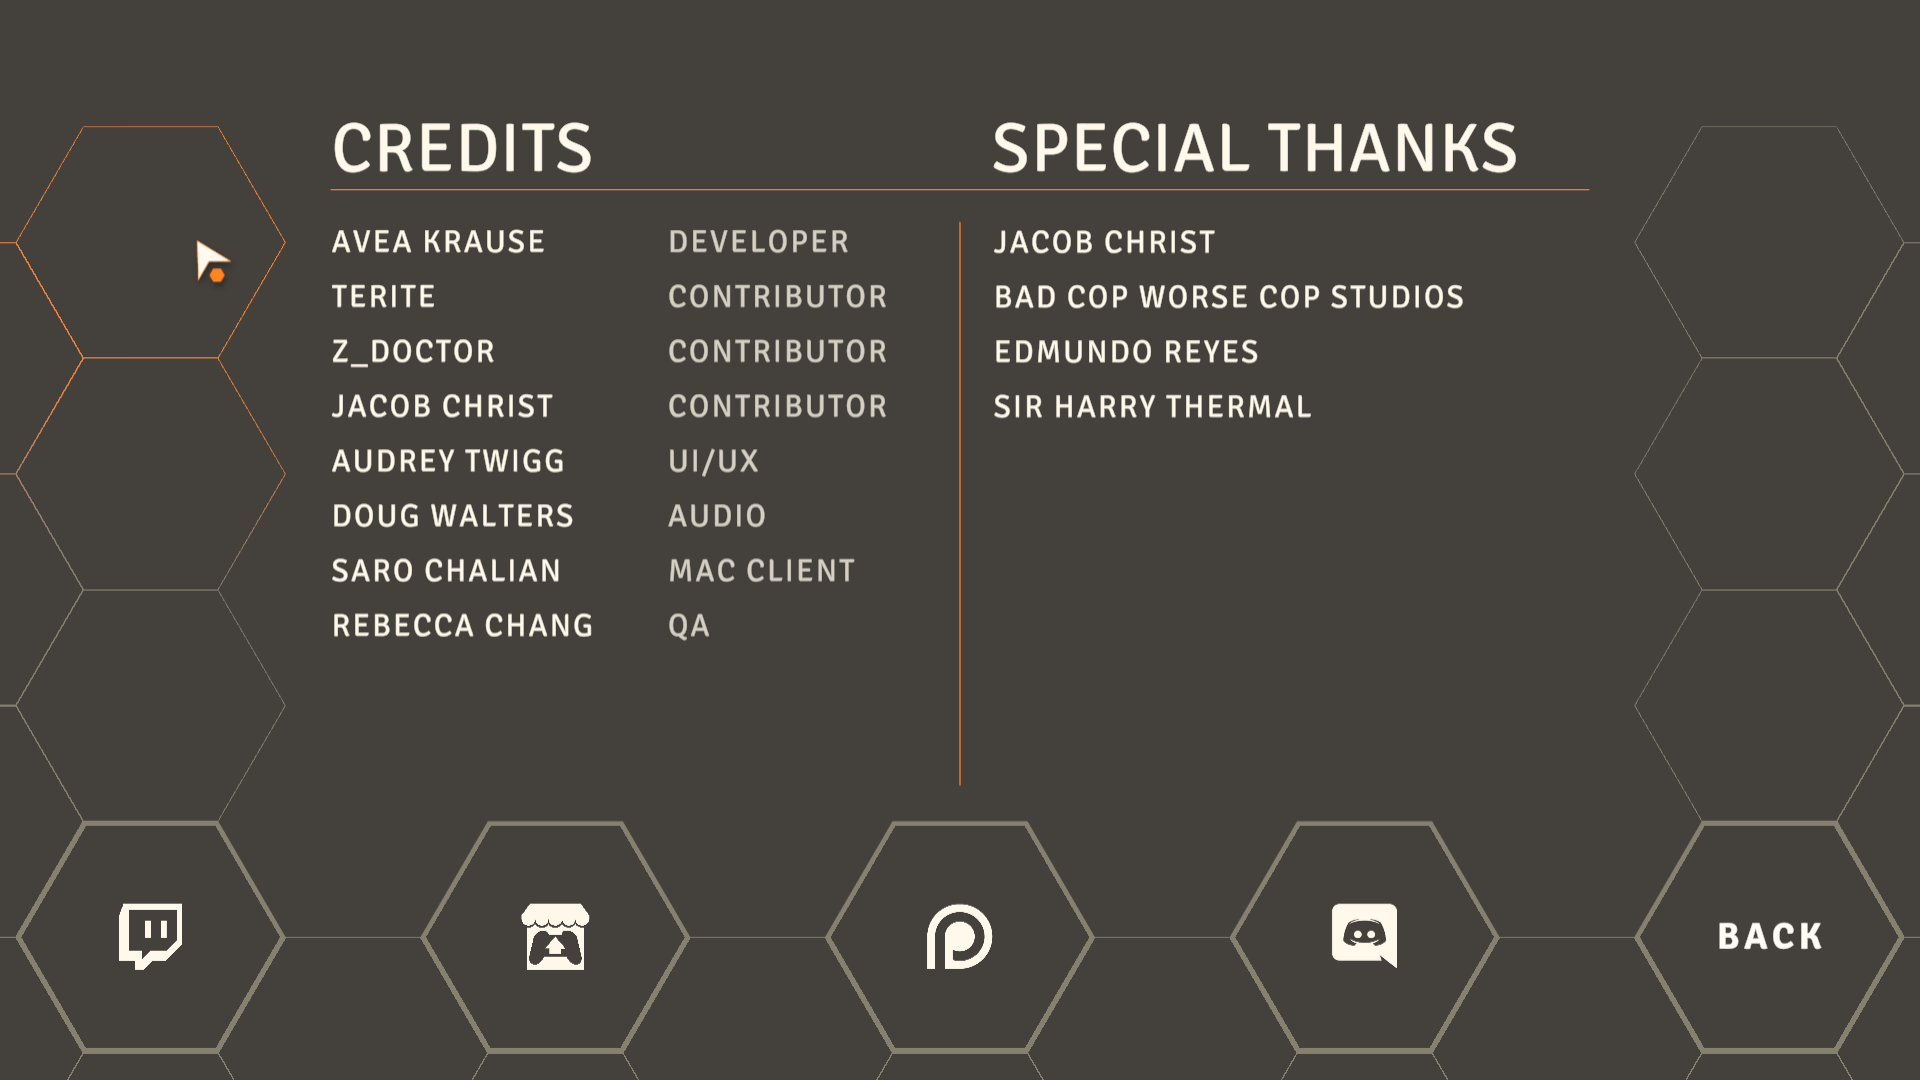 CREDITS
AVEA KRAUSE DEVELOPER
TERITE CONTRIBUTOR
Z_DOCTOR CONTRIBUTOR
JACOB CHRIST CONTRIBUTOR
AUDREY TWIGG UI/UX
DOUG WALTERS AUDIO
SARO CHALIAN MAC CLIENT
REBECCA CHANG QA
SPECIAL THANKS
JACOB CHRIST
BAD COP WORSE COP STUDIOS
EDMUNDO REYES
SIR HARRY THERMAL
BACK